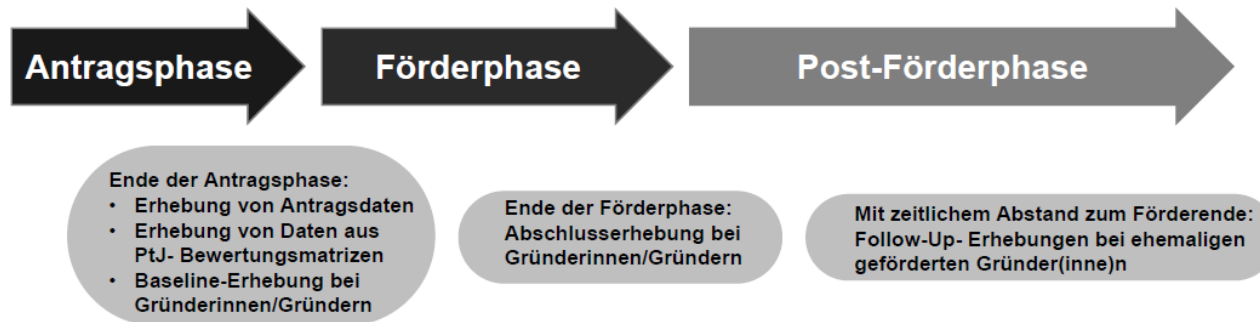 Antragsphase
Förderphase
Post-Förderphase
Ende der Antragsphase:
• Erhebung von Antragsdaten
• Erhebung von Daten aus
PtJ- Bewertungsmatrizen
• Baseline-Erhebung bei
Gründerinnen/Gründern
Ende der Förderphase:
Abschlusserhebung bei
Gründerinnen/Gründern
Mit zeitlichem Abstand zum Förderende:
Follow-Up- Erhebungen bei ehemaligen
geförderten Gründer(inne)n